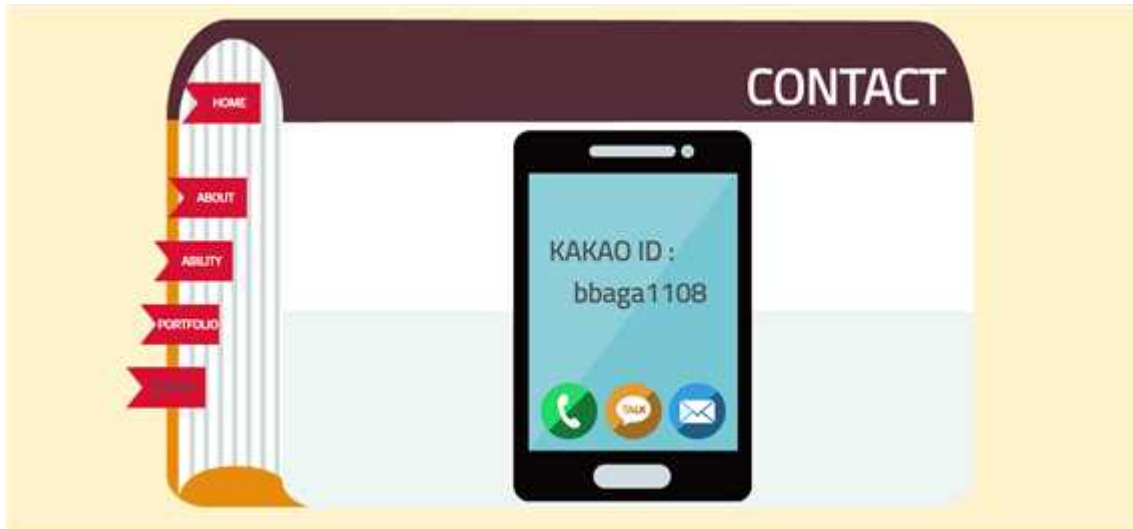 CONTACT
HOME
ABOUT
ABILITY
PORTFOLIO
KAKAO ID :
bbaga1108
TALK